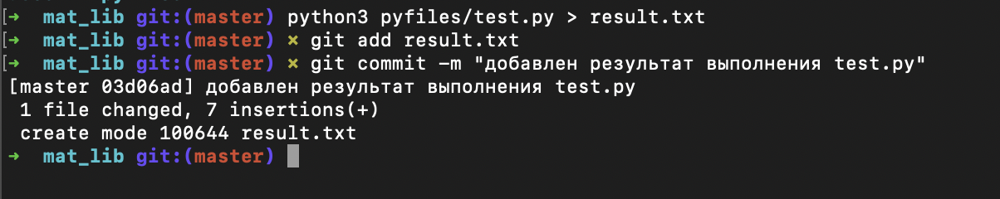 [➜  mat_lib git:(master) python3 pyfiles/test.py > result.txt
[➜  mat_lib git:(master) ✗ git add result.txt
[➜  mat_lib git:(master) ✗ git commit -m "добавлен результат выполнения test.py"
[master 03d06ad] добавлен результат выполнения test.py
 1 file changed, 7 insertions(+)
 create mode 100644 result.txt
➜  mat_lib git:(master)